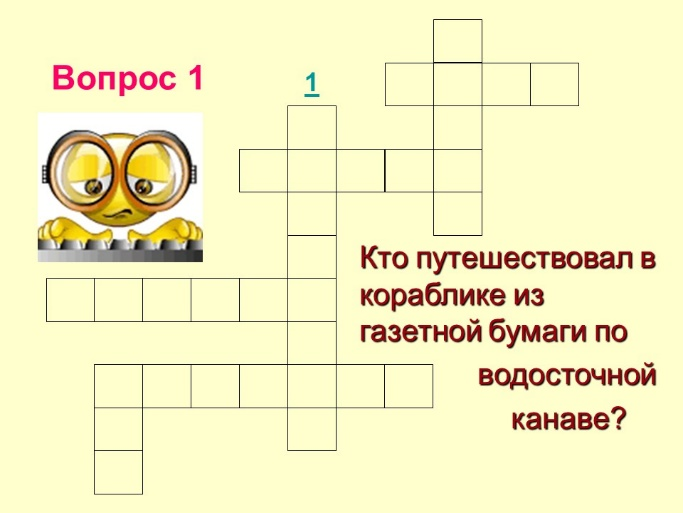 Вопрос 1
1
Кто путешествовал в
кораблике из
газетной бумаги по
водосточной
канаве?